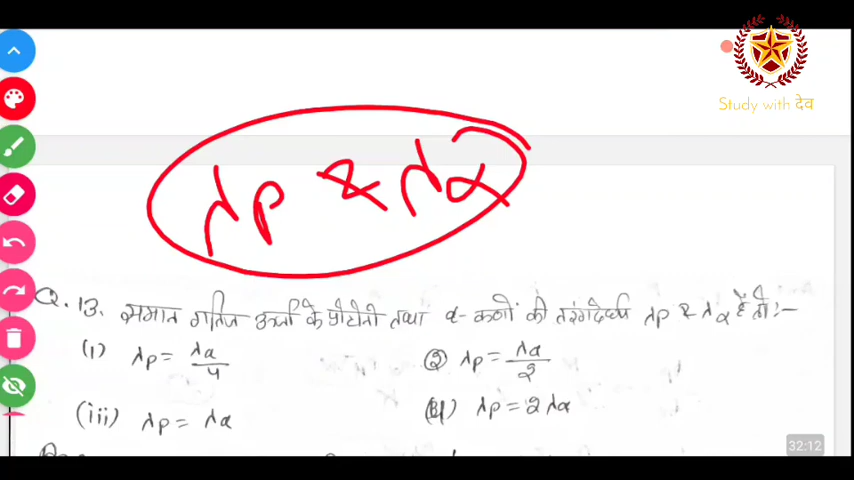 Study with देव
λp & λα
Q.13. समान गतिज ऊर्जा के प्रोटोनो तथा α-कणों की तरंगदैर्ध्य λp & λα हैं तो:-
(i) λp = λα/4
(2) λp = λα/2
(iii) λp = λα
(4) λp = 2λα
32:12